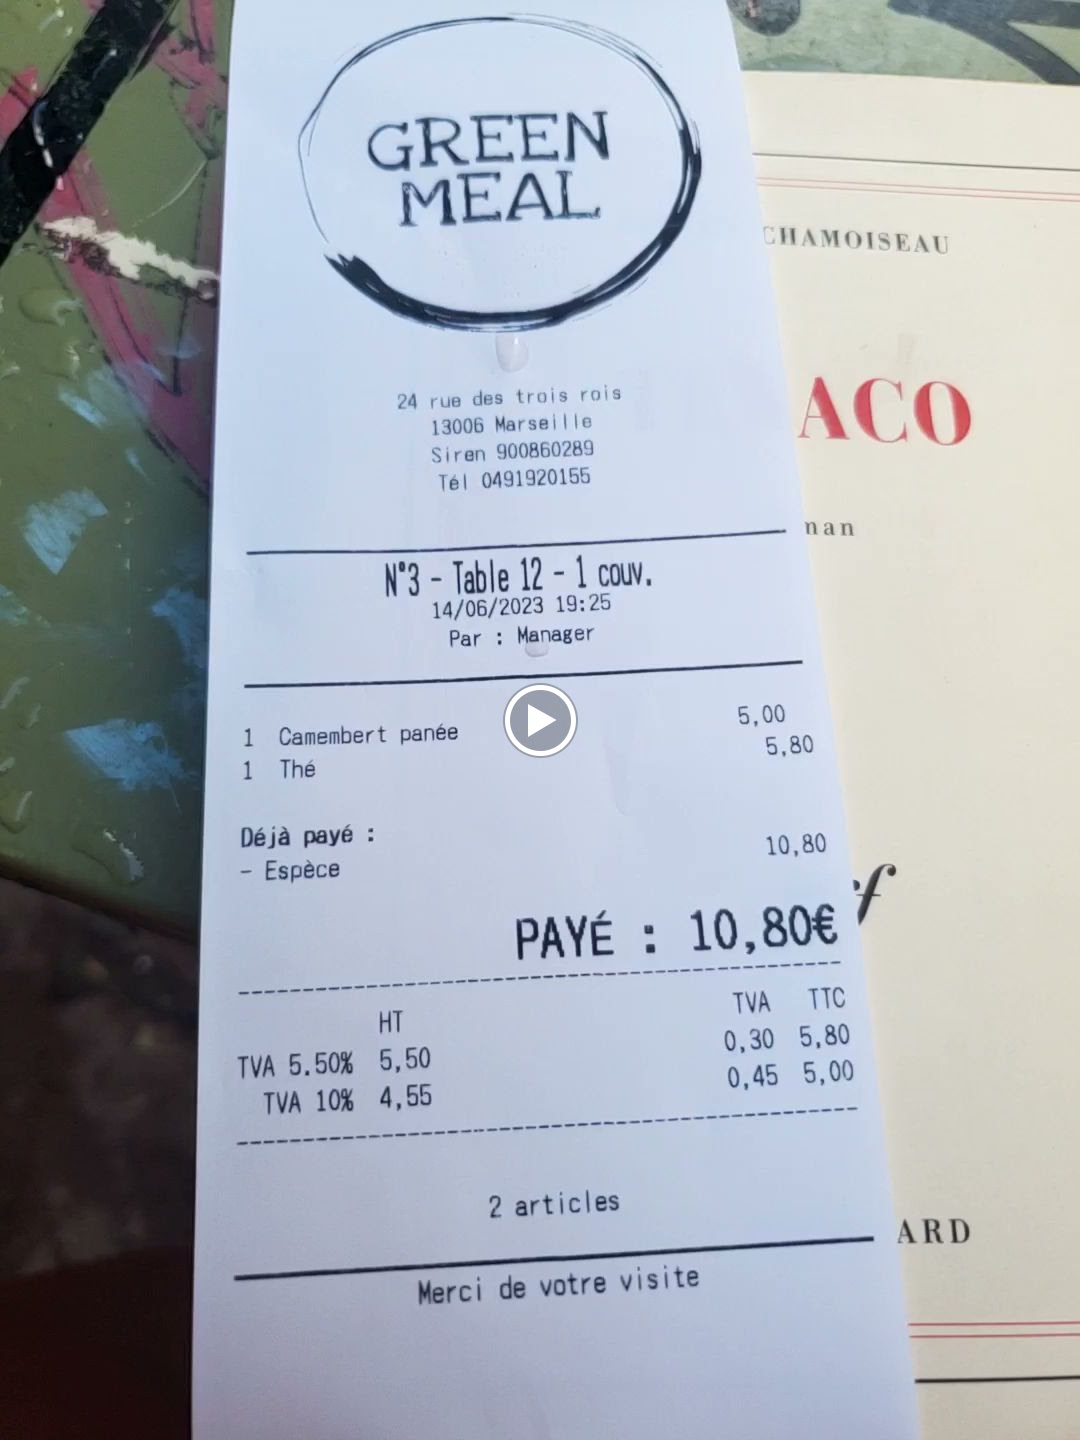 GREEN
MEAL
24 rue des trois rois
13006 Marseille
Siren 900860289
Tél 0491920155
N°3 - Table 12 - 1 couv.
14/06/2023 19:25
Par : Manager
1 Camembert panée 5,00
1 Thé 5,80
Déjà payé :
- Espèce 10,80
PAYÉ : 10,80€
HT TVA TTC
TVA 5.50% 5,50 0,30 5,80
TVA 10% 4,55 0,45 5,00
2 articles
Merci de votre visite
CHAMOISEAU
ACO
man
f
ARD